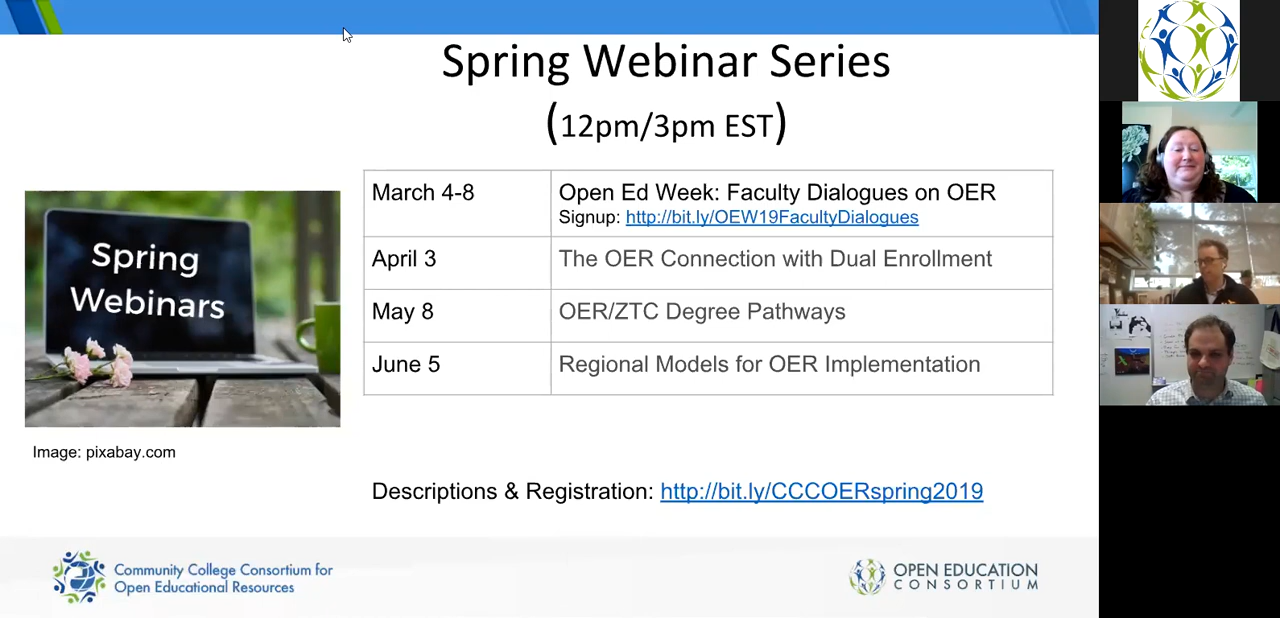 Spring Webinar Series
(12pm/3pm EST)
March 4-8
Open Ed Week: Faculty Dialogues on OER
Signup: http://bit.ly/OEW19FacultyDialogues
April 3
The OER Connection with Dual Enrollment
May 8
OER/ZTC Degree Pathways
June 5
Regional Models for OER Implementation
Spring
Webinars
Image: pixabay.com
Descriptions & Registration: http://bit.ly/CCCOERspring2019
Community College Consortium for
Open Educational Resources
OPEN EDUCATION
CONSORTIUM